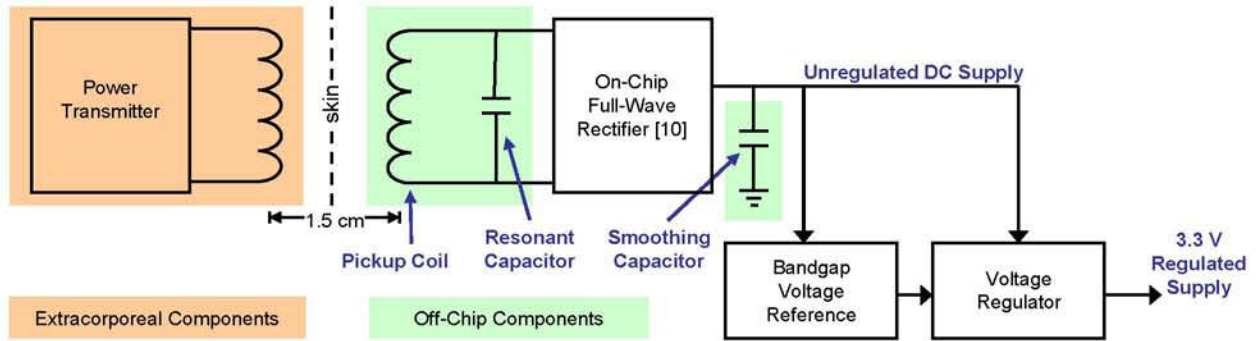 Power
Transmitter
skin
1.5 cm
On-Chip
Full-Wave
Rectifier [10]
Unregulated DC Supply
Pickup Coil
Resonant
Capacitor
Smoothing
Capacitor
Bandgap
Voltage
Reference
Voltage
Regulator
3.3 V
Regulated
Supply
Extracorporeal Components
Off-Chip Components